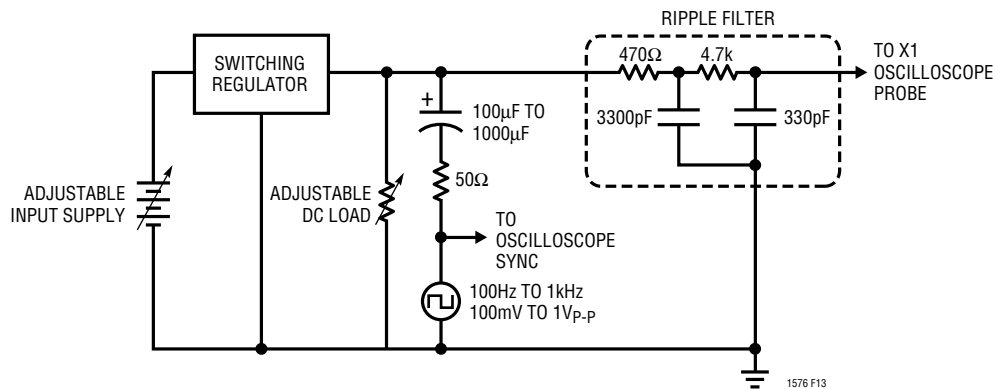 RIPPLE FILTER
470Ω
4.7k
TO X1
OSCILLOSCOPE
PROBE
SWITCHING
REGULATOR
+
100µF TO
1000µF
3300pF
330pF
50Ω
ADJUSTABLE
INPUT SUPPLY
ADJUSTABLE
DC LOAD
TO
OSCILLOSCOPE
SYNC
100Hz TO 1kHz
100mV TO 1VP-P
1576 F13